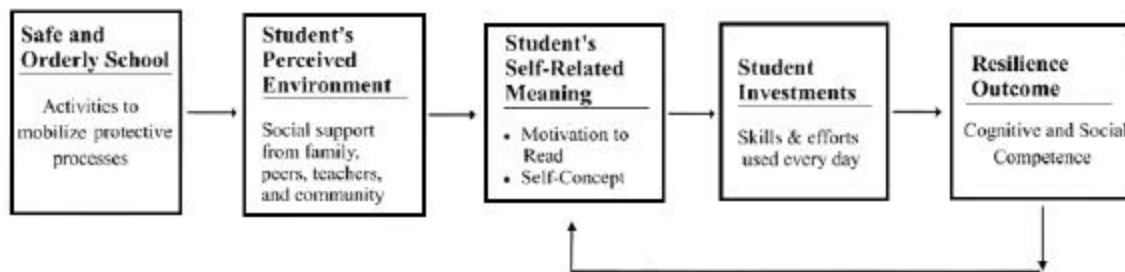 Safe and
Orderly School
Activities to
mobilize protective
processes
Student's
Perceived
Environment
Social support
from family,
peers, teachers,
and community
Student's
Self-Related
Meaning
• Motivation to
Read
• Self-Concept
Student
Investments
Skills & efforts
used every day
Resilience
Outcome
Cognitive and Social
Competence